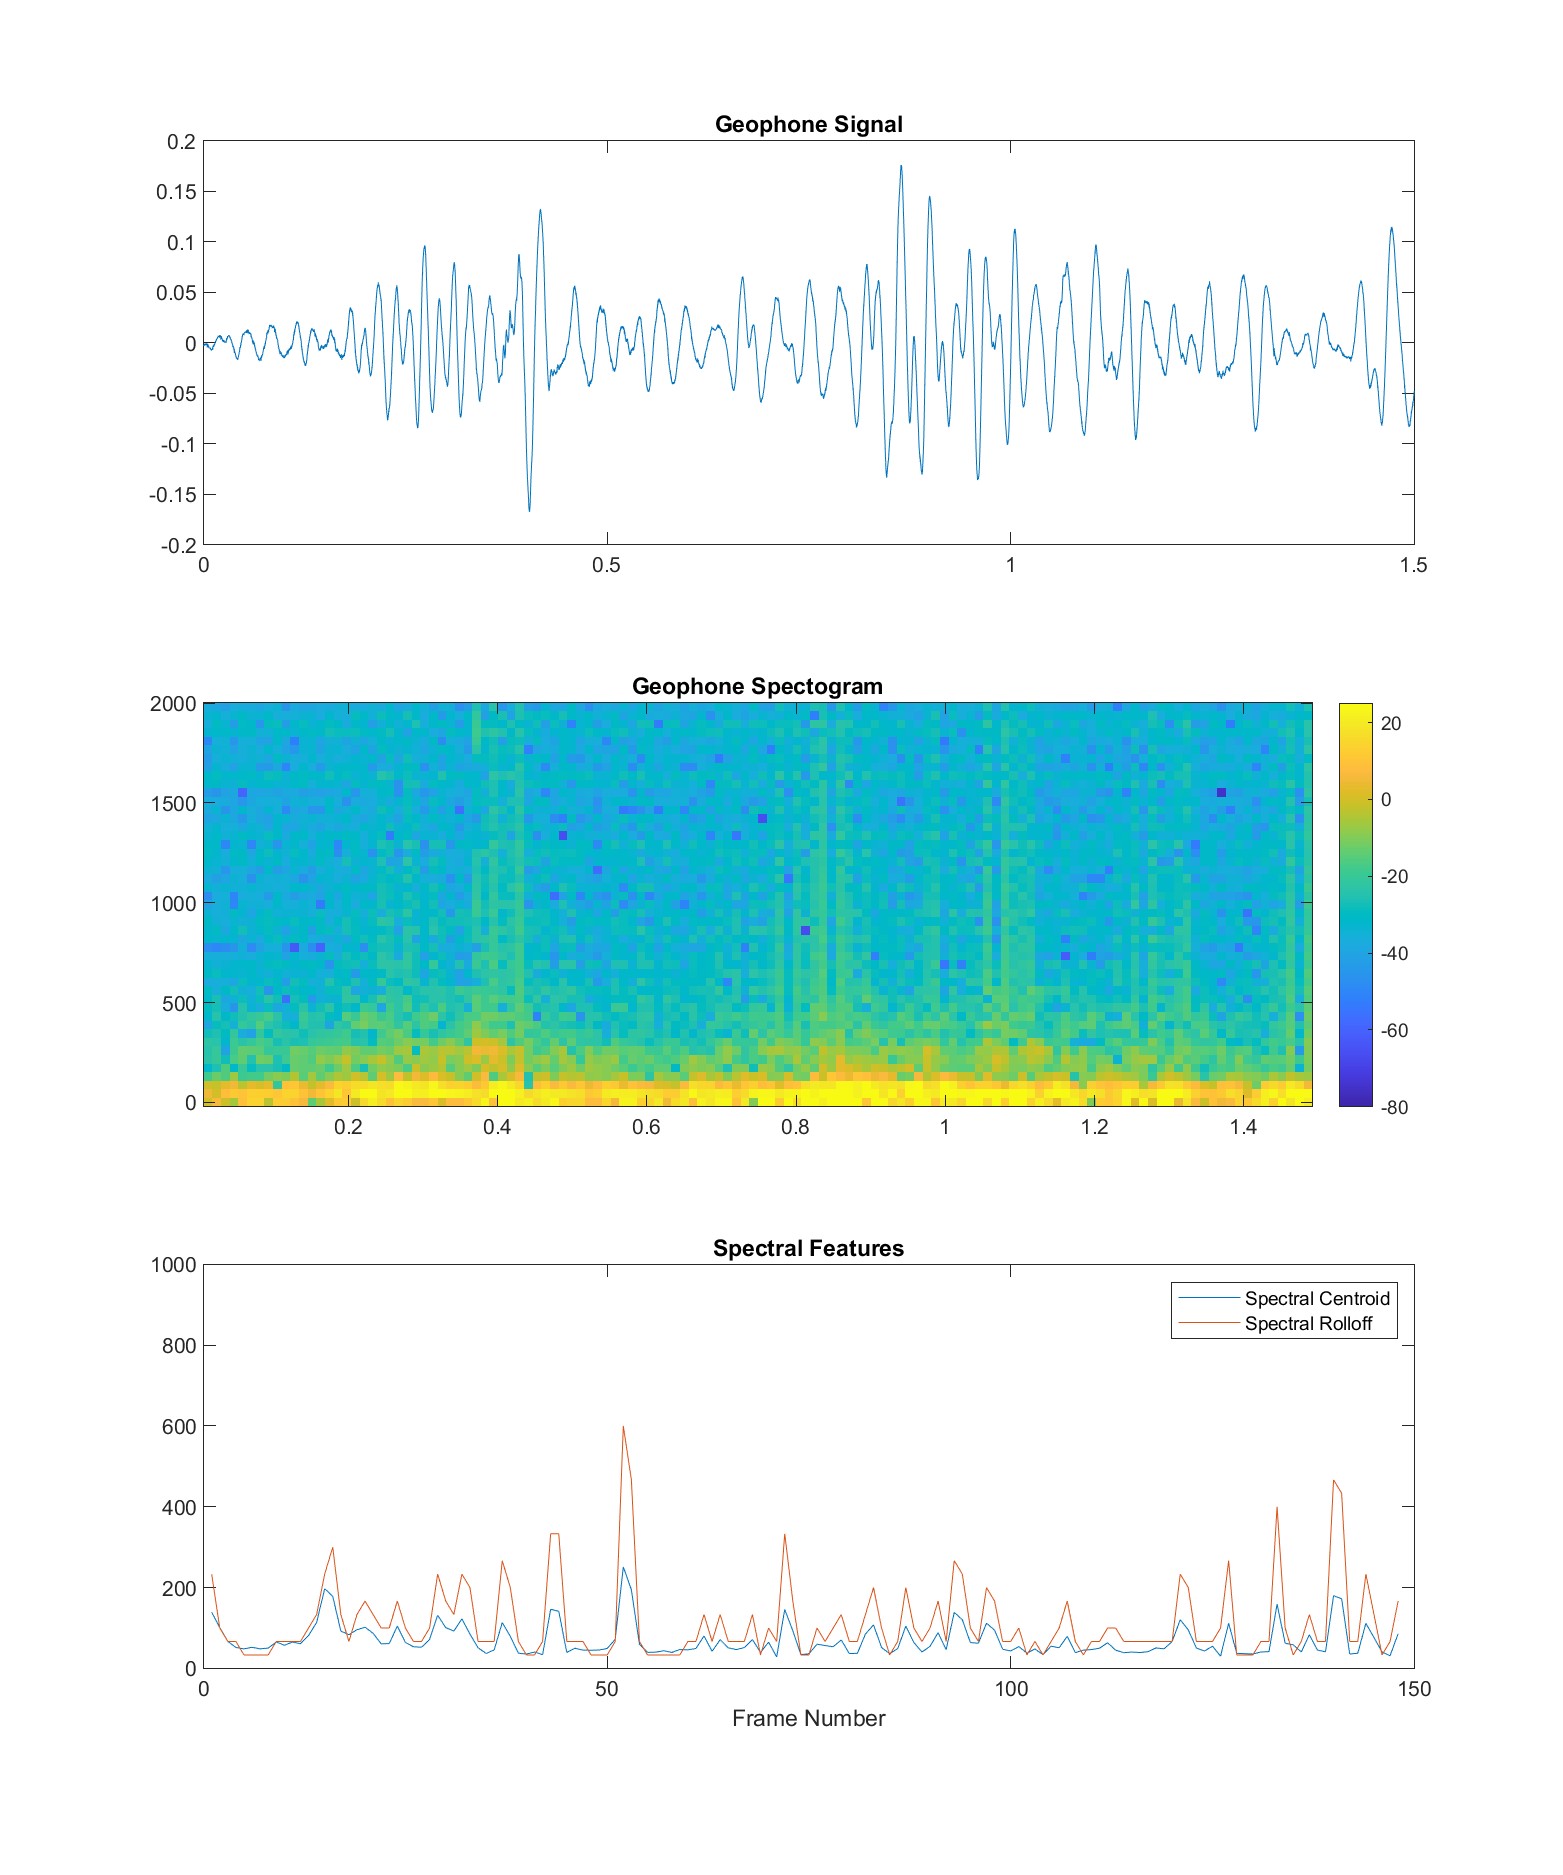 Geophone Signal
0.2
0.15
0.1
0.05
0
-0.05
-0.1
-0.15
-0.2
0 0.5 1 1.5
Geophone Spectogram
2000
1500
1000
500
0
0.2 0.4 0.6 0.8 1 1.2 1.4
20
0
-20
-40
-60
-80
Spectral Features
1000
800
600
400
200
0
Spectral Centroid
Spectral Rolloff
0 50 100 150
Frame Number